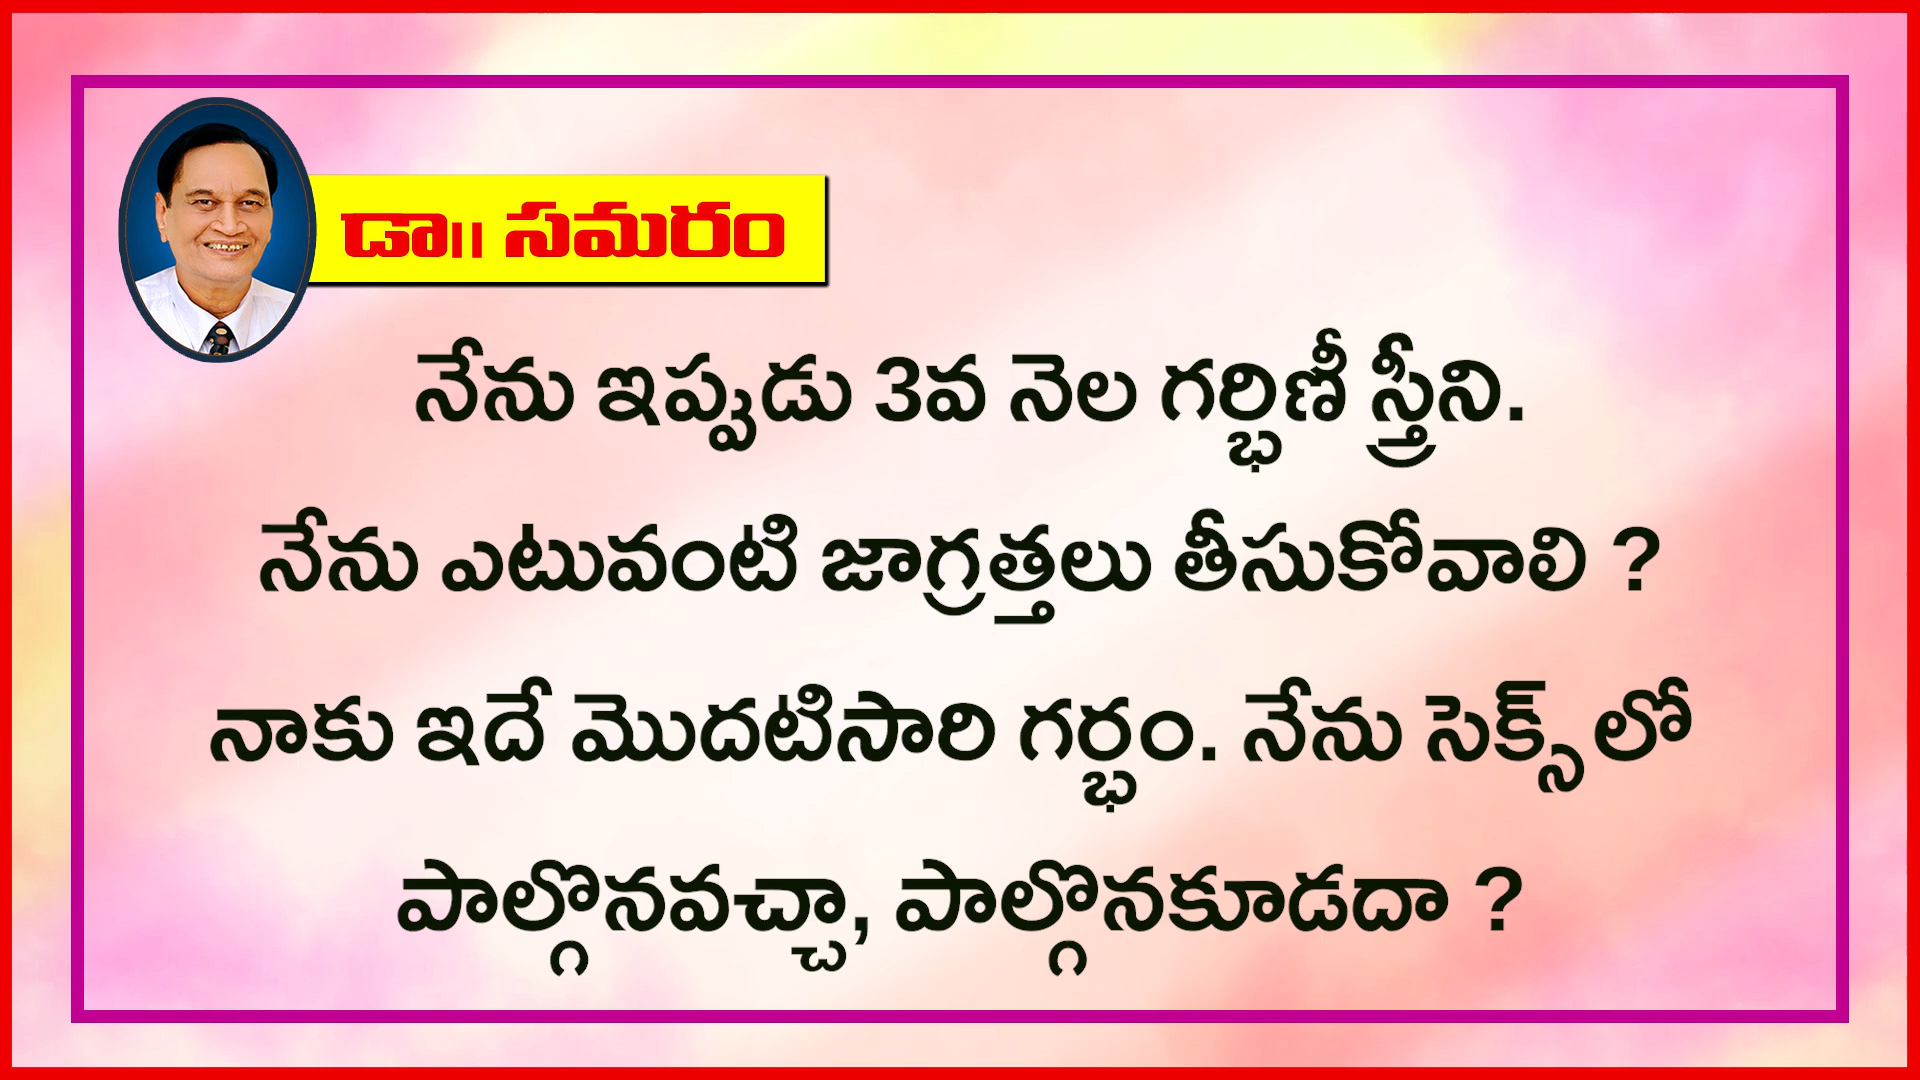 డా॥ సమరం
నేను ఇప్పుడు 3వ నెల గర్భిణీ స్త్రీని.
నేను ఎటువంటి జాగ్రత్తలు తీసుకోవాలి ?
నాకు ఇదే మొదటిసారి గర్భం. నేను సెక్స్‌లో
పాల్గొనవచ్చా, పాల్గొనకూడదా ?